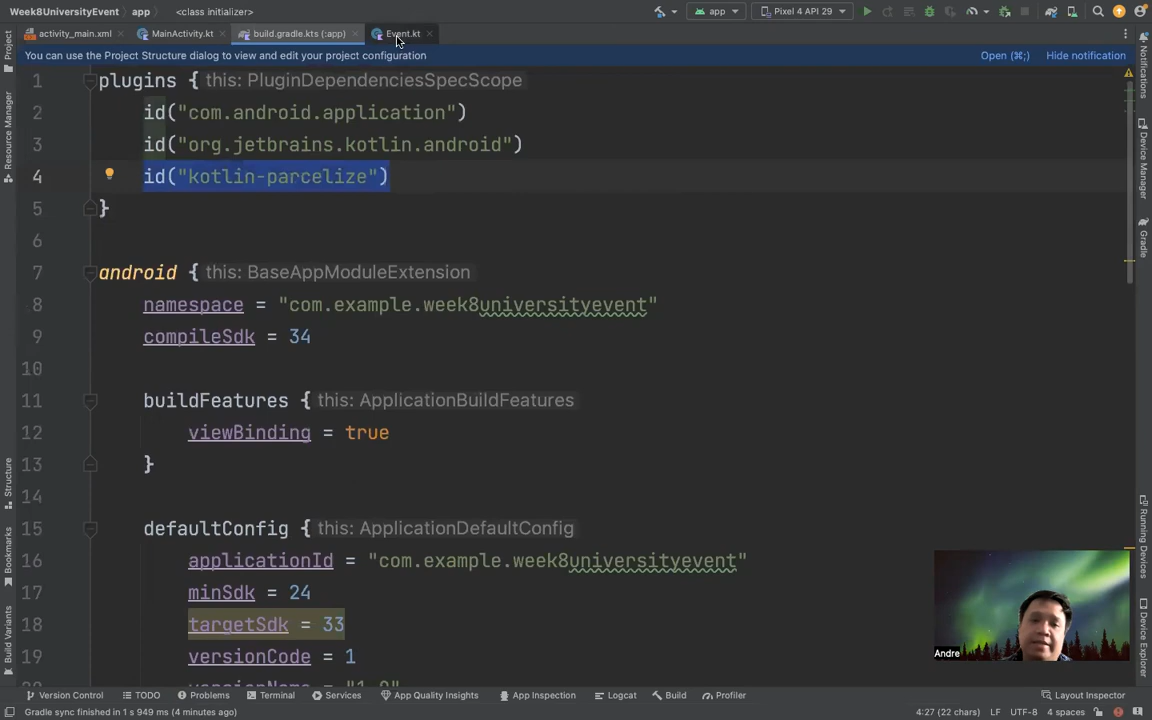 Week8UniversityEvent app <class initializer> app Pixel 4 API 29
activity_main.xml MainActivity.kt build.gradle.kts (:app) Event.kt
You can use the Project Structure dialog to view and edit your project configuration Open (⌘;) Hide notification
1 plugins { this: PluginDependenciesSpecScope
2 id("com.android.application")
3 id("org.jetbrains.kotlin.android")
4 id("kotlin-parcelize")
5 }
6
7 android { this: BaseAppModuleExtension
8 namespace = "com.example.week8universityevent"
9 compileSdk = 34
10
11 buildFeatures { this: ApplicationBuildFeatures
12 viewBinding = true
13 }
14
15 defaultConfig { this: ApplicationDefaultConfig
16 applicationId = "com.example.week8universityevent"
17 minSdk = 24
18 targetSdk = 33
19 versionCode = 1
Project
Resource Manager
Structure
Bookmarks
Build Variants
Notifications
Device Manager
Gradle
Running Devices
Device Explorer
Andre
Version Control TODO Problems Terminal Services App Quality Insights App Inspection Logcat Build Profiler Layout Inspector
Gradle sync finished in 1 s 949 ms (4 minutes ago) 4:27 (22 chars) LF UTF-8 4 spaces